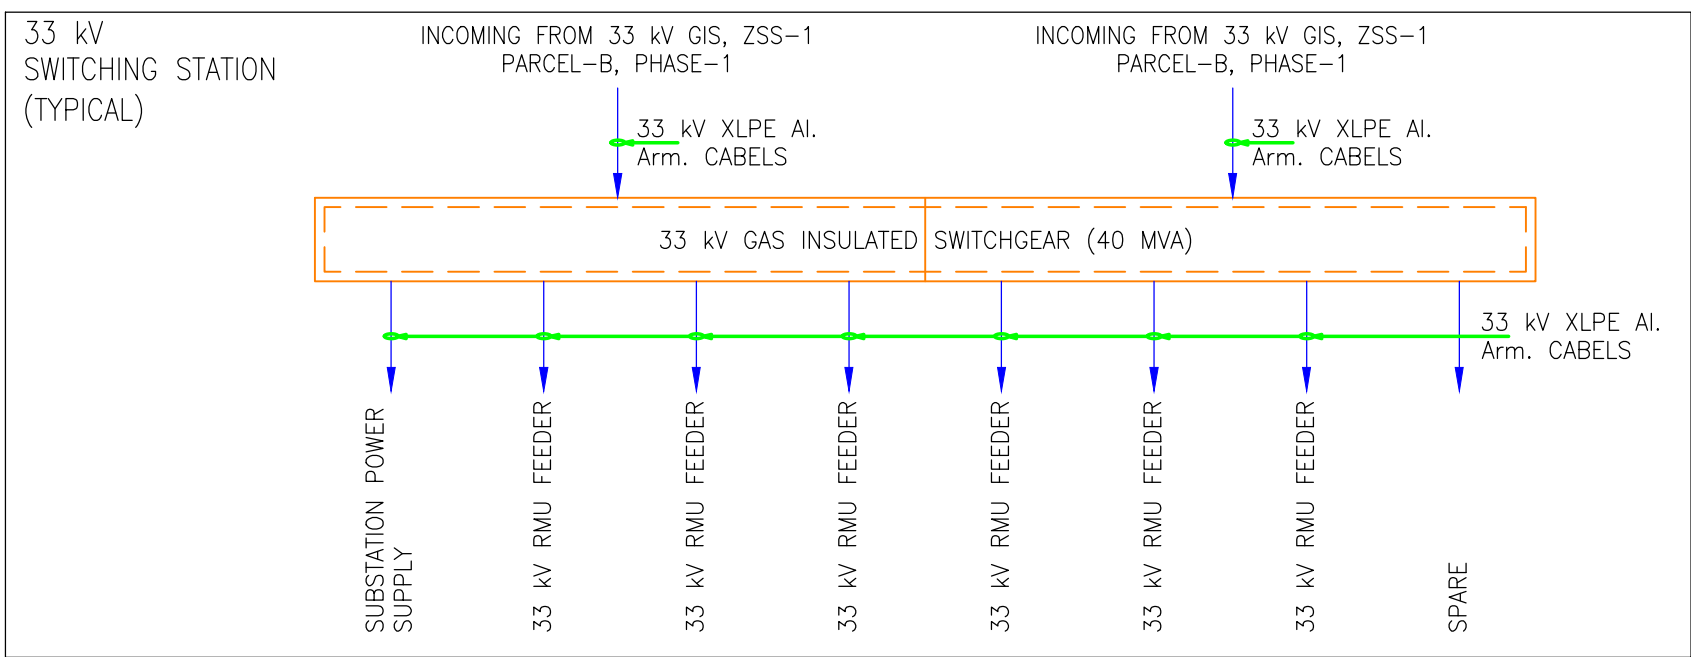 33 kV
SWITCHING STATION
(TYPICAL)
INCOMING FROM 33 kV GIS, ZSS-1
PARCEL-B, PHASE-1
INCOMING FROM 33 kV GIS, ZSS-1
PARCEL-B, PHASE-1
33 kV XLPE Al.
Arm. CABELS
33 kV XLPE Al.
Arm. CABELS
33 kV GAS INSULATED SWITCHGEAR (40 MVA)
33 kV XLPE Al.
Arm. CABELS
SUBSTATION POWER
SUPPLY
33 kV RMU FEEDER
33 kV RMU FEEDER
33 kV RMU FEEDER
33 kV RMU FEEDER
33 kV RMU FEEDER
33 kV RMU FEEDER
SPARE